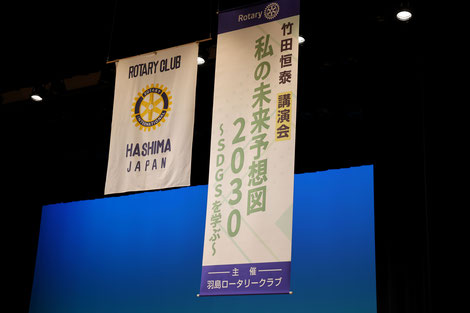 ROTARY CLUB
ROTARY
INTERNATIONAL
HASHIMA
JAPAN
Rotary
竹田恒泰 講演会
私の未来予想図
2030
～SDGSを学ぶ～
主催
羽島ロータリークラブ